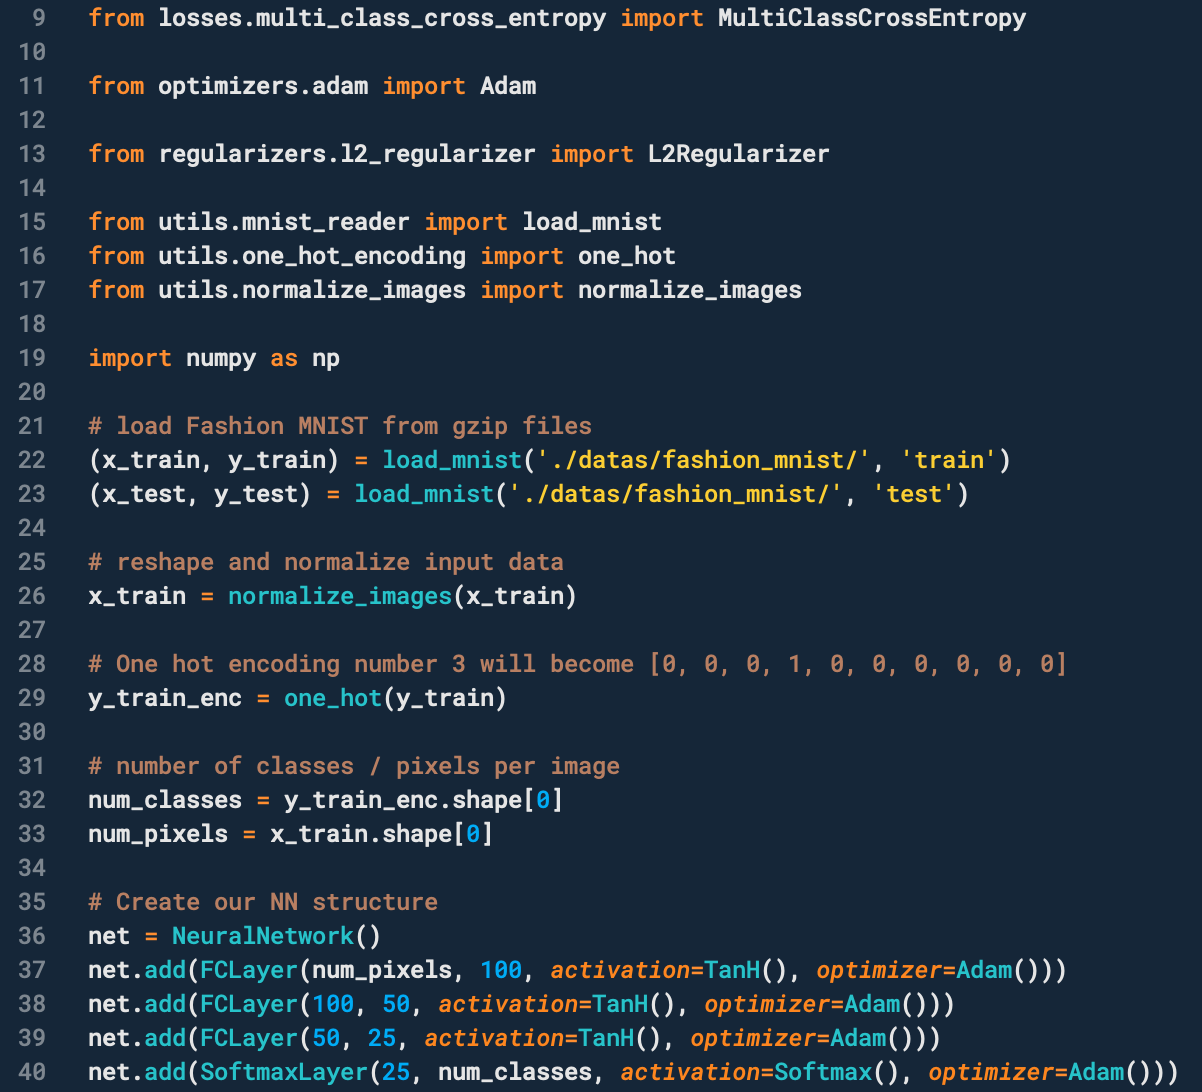 9 from losses.multi_class_cross_entropy import MultiClassCrossEntropy
10
11 from optimizers.adam import Adam
12
13 from regularizers.l2_regularizer import L2Regularizer
14
15 from utils.mnist_reader import load_mnist
16 from utils.one_hot_encoding import one_hot
17 from utils.normalize_images import normalize_images
18
19 import numpy as np
20
21 # load Fashion MNIST from gzip files
22 (x_train, y_train) = load_mnist('./datas/fashion_mnist/', 'train')
23 (x_test, y_test) = load_mnist('./datas/fashion_mnist/', 'test')
24
25 # reshape and normalize input data
26 x_train = normalize_images(x_train)
27
28 # One hot encoding number 3 will become [0, 0, 0, 1, 0, 0, 0, 0, 0, 0]
29 y_train_enc = one_hot(y_train)
30
31 # number of classes / pixels per image
32 num_classes = y_train_enc.shape[0]
33 num_pixels = x_train.shape[0]
34
35 # Create our NN structure
36 net = NeuralNetwork()
37 net.add(FCLayer(num_pixels, 100, activation=TanH(), optimizer=Adam()))
38 net.add(FCLayer(100, 50, activation=TanH(), optimizer=Adam()))
39 net.add(FCLayer(50, 25, activation=TanH(), optimizer=Adam()))
40 net.add(SoftmaxLayer(25, num_classes, activation=Softmax(), optimizer=Adam()))